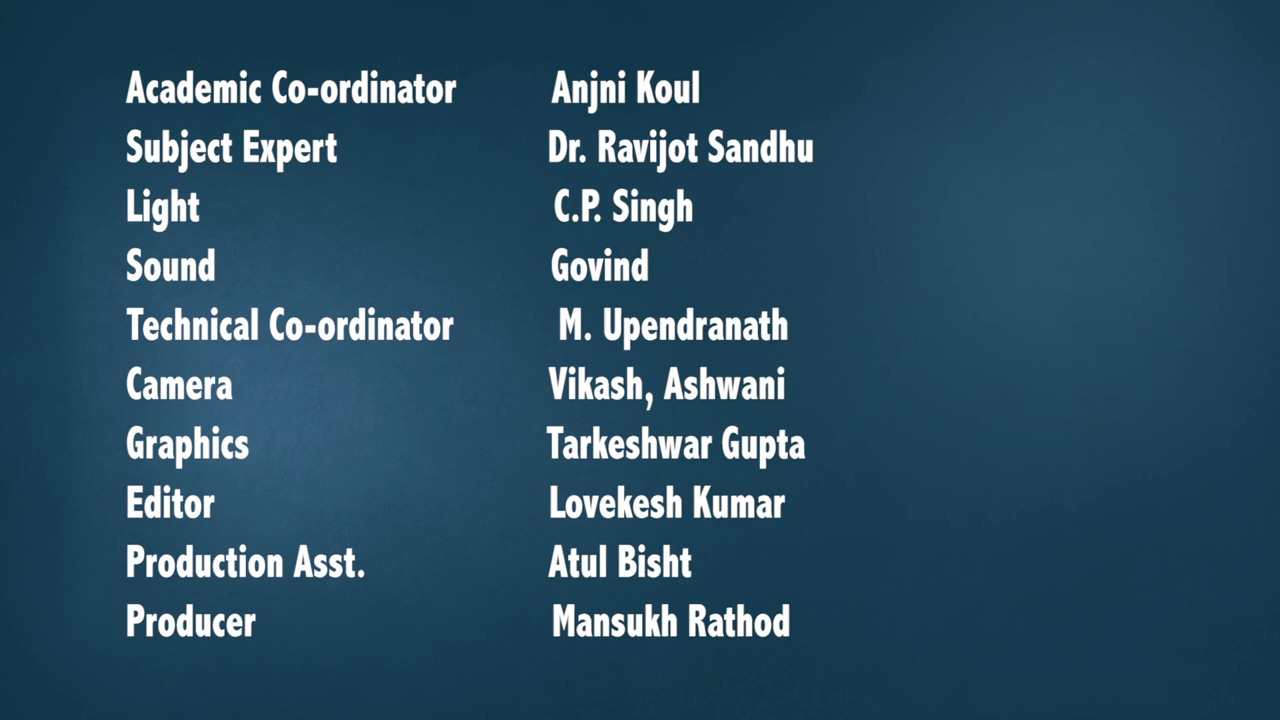 Academic Co-ordinator Anjni Koul
Subject Expert Dr. Ravijot Sandhu
Light C.P. Singh
Sound Govind
Technical Co-ordinator M. Upendranath
Camera Vikash, Ashwani
Graphics Tarkeshwar Gupta
Editor Lovekesh Kumar
Production Asst. Atul Bisht
Producer Mansukh Rathod